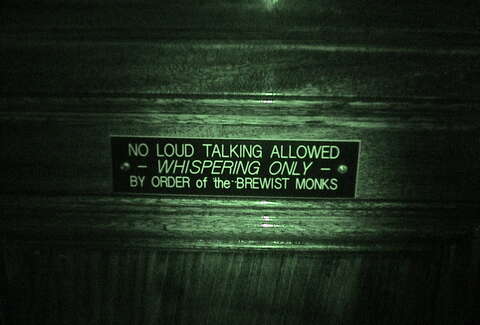 NO LOUD TALKING ALLOWED
- WHISPERING ONLY -
BY ORDER of the BREWIST MONKS